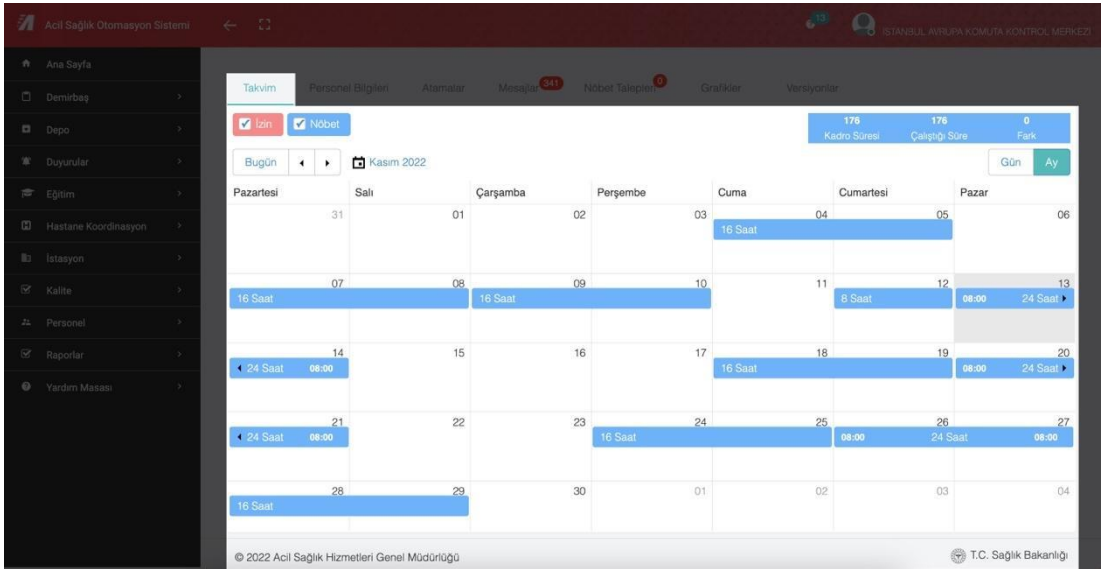 Acil Sağlık Otomasyon Sistemi
13
İSTANBUL AVRUPA KOMUTA KONTROL MERKEZİ
Ana Sayfa
Demirbaş
Depo
Duyurular
Eğitim
Hastane Koordinasyon
İstasyon
Kalite
Personel
Raporlar
Yardım Masası
Takvim Personel Bilgileri Atamalar Mesajlar 341 Nöbet Talepleri 0 Grafikler Versiyonlar
İzin Nöbet
176 176 0
Kadro Süresi Çalıştığı Süre Fark
Bugün Kasım 2022 Gün Ay
Pazartesi Salı Çarşamba Perşembe Cuma Cumartesi Pazar
31 01 02 03 04 05 06
16 Saat
07 08 09 10 11 12 13
16 Saat 16 Saat 8 Saat 08:00 24 Saat
14 15 16 17 18 19 20
24 Saat 08:00 16 Saat 08:00 24 Saat
21 22 23 24 25 26 27
24 Saat 08:00 16 Saat 08:00 24 Saat 08:00
28 29 30 01 02 03 04
16 Saat
© 2022 Acil Sağlık Hizmetleri Genel Müdürlüğü T.C. Sağlık Bakanlığı